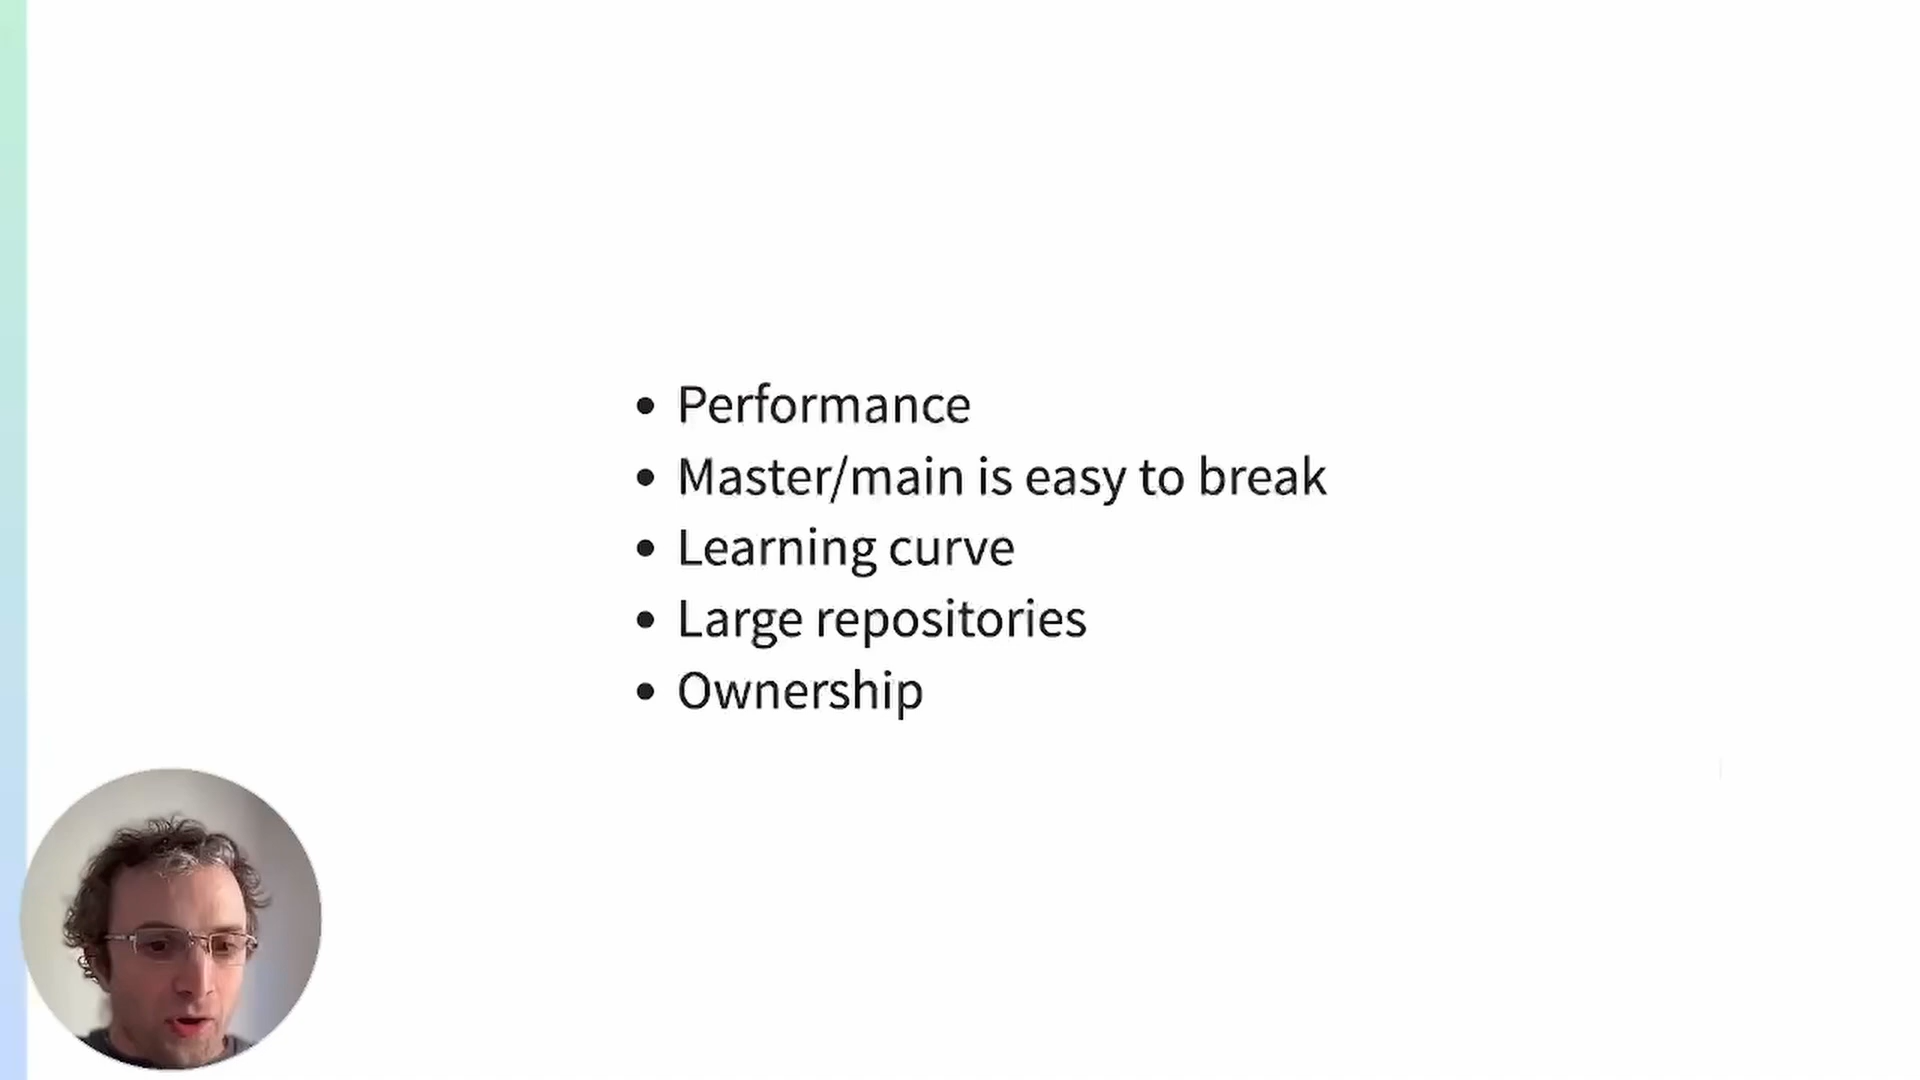 • Performance
• Master/main is easy to break
• Learning curve
• Large repositories
• Ownership